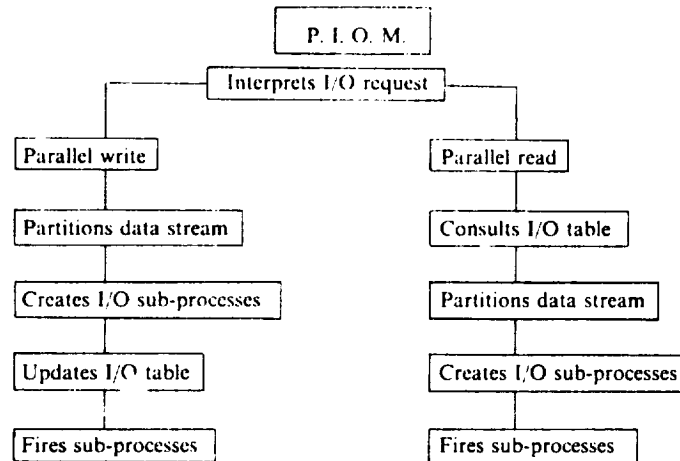 P. I. O. M.
Interprets I/O request
Parallel write
Partitions data stream
Creates I/O sub-processes
Updates I/O table
Fires sub-processes
Parallel read
Consults I/O table
Partitions data stream
Creates I/O sub-processes
Fires sub-processes